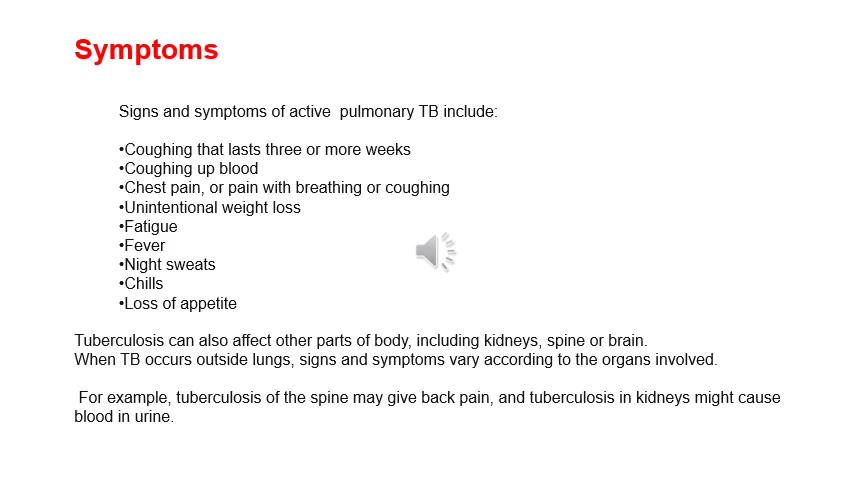 Symptoms
Signs and symptoms of active  pulmonary TB include:
•Coughing that lasts three or more weeks
•Coughing up blood
•Chest pain, or pain with breathing or coughing
•Unintentional weight loss
•Fatigue
•Fever
•Night sweats
•Chills
•Loss of appetite
Tuberculosis can also affect other parts of body, including kidneys, spine or brain.
When TB occurs outside lungs, signs and symptoms vary according to the organs involved.
For example, tuberculosis of the spine may give back pain, and tuberculosis in kidneys might cause
blood in urine.